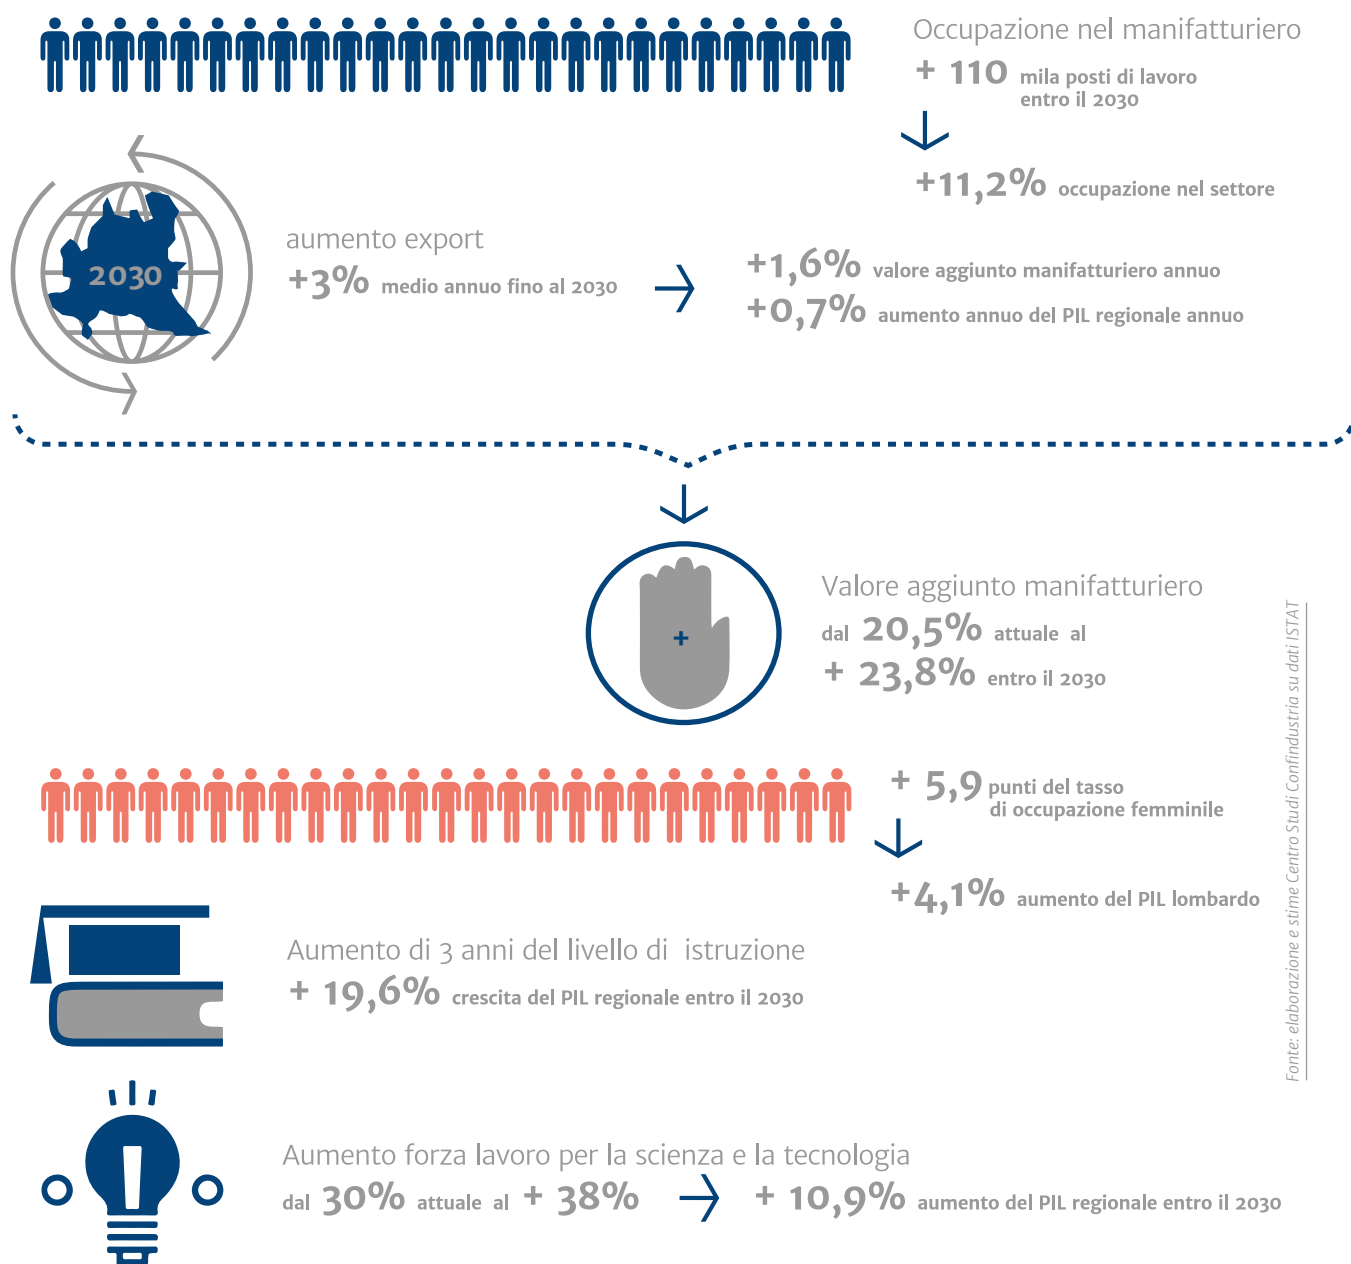 Occupazione nel manifatturiero
+ 110 mila posti di lavoro
entro il 2030
+11,2% occupazione nel settore
2030
aumento export
+3% medio annuo fino al 2030
+1,6% valore aggiunto manifatturiero annuo
+0,7% aumento annuo del PIL regionale annuo
Valore aggiunto manifatturiero
dal 20,5% attuale al
+ 23,8% entro il 2030
+
+ 5,9 punti del tasso
di occupazione femminile
+4,1% aumento del PIL lombardo
Aumento di 3 anni del livello di istruzione
+ 19,6% crescita del PIL regionale entro il 2030
Aumento forza lavoro per la scienza e la tecnologia
dal 30% attuale al + 38%
+ 10,9% aumento del PIL regionale entro il 2030
Fonte: elaborazione e stime Centro Studi Confindustria su dati ISTAT